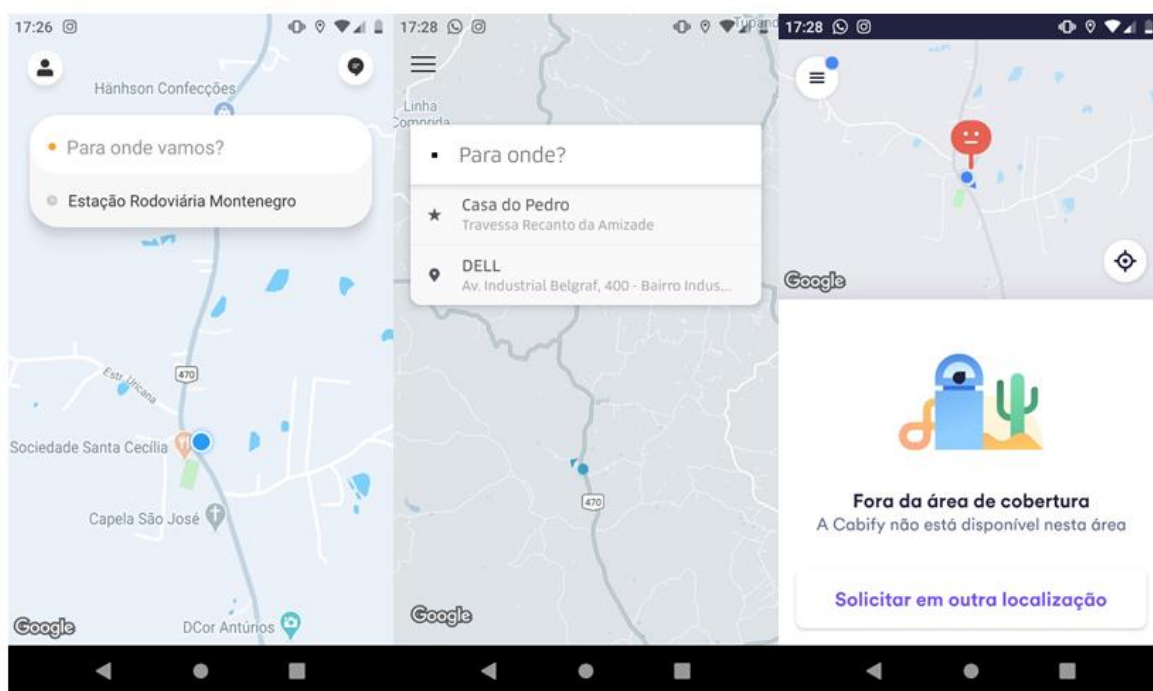 17:26
Hänhson Confecções
Para onde vamos?
Estação Rodoviária Montenegro
470
Estr. Uricana
Sociedade Santa Cecília
Capela São José
Google
DCor Antúrios
17:28
Linha
Comprida
Para onde?
Casa do Pedro
Travessa Recanto da Amizade
DELL
Av. Industrial Belgraf, 400 - Bairro Indus...
470
Google
17:28
Google
Fora da área de cobertura
A Cabify não está disponível nesta área
Solicitar em outra localização